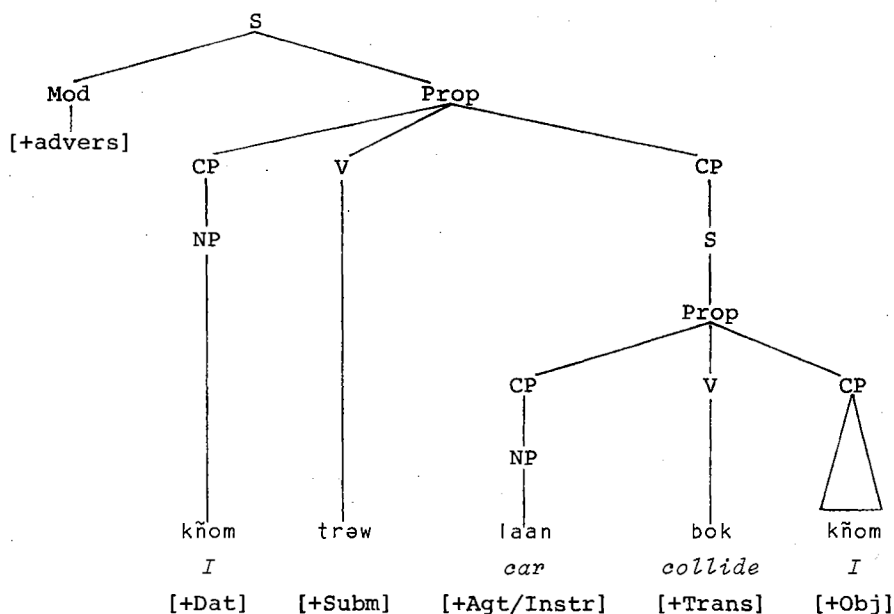 S
Mod Prop
[+advers]
CP V CP
NP S
Prop
CP V CP
NP
kñom trəw laan bok kñom
I car collide I
[+Dat] [+Subm] [+Agt/Instr] [+Trans] [+Obj]